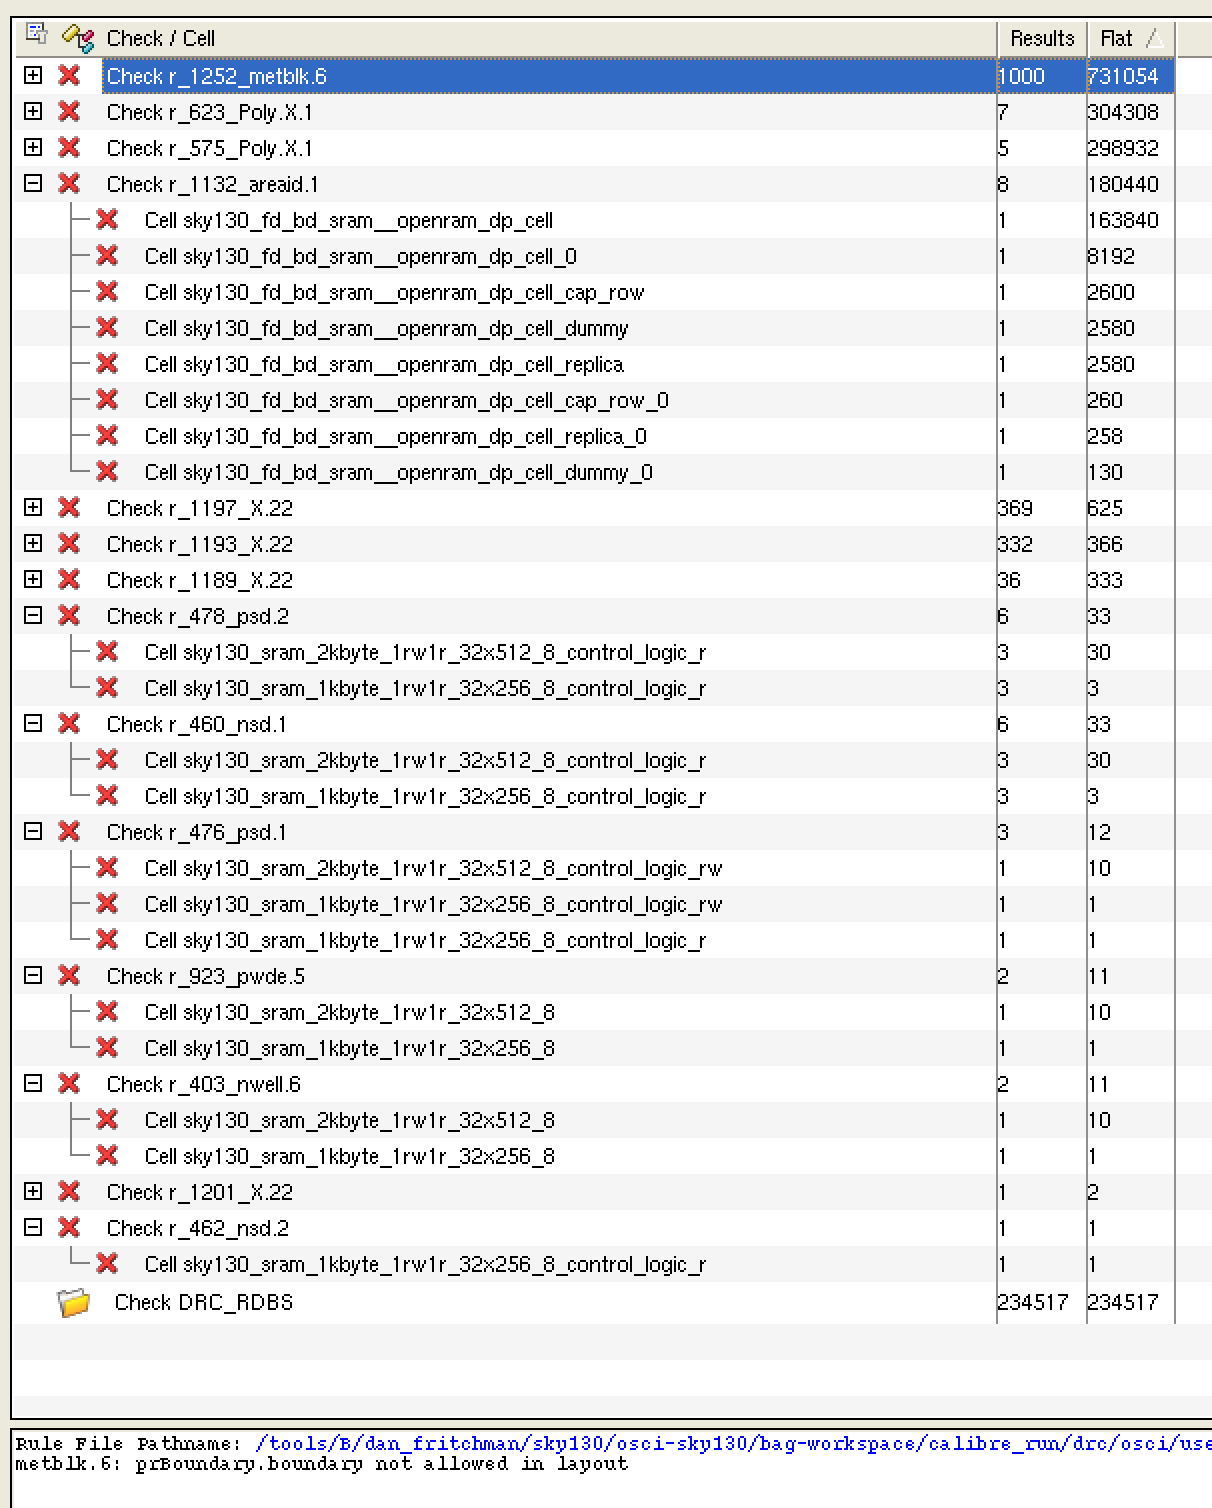 Check / Cell Results Flat
Check r_1252_metblk.6 1000 731054
Check r_623_Poly.X.1 7 304308
Check r_575_Poly.X.1 5 298932
Check r_1132_areaid.1 8 180440
Cell sky130_fd_bd_sram__openram_dp_cell 1 163840
Cell sky130_fd_bd_sram__openram_dp_cell_0 1 8192
Cell sky130_fd_bd_sram__openram_dp_cell_cap_row 1 2600
Cell sky130_fd_bd_sram__openram_dp_cell_dummy 1 2580
Cell sky130_fd_bd_sram__openram_dp_cell_replica 1 2580
Cell sky130_fd_bd_sram__openram_dp_cell_cap_row_0 1 260
Cell sky130_fd_bd_sram__openram_dp_cell_replica_0 1 258
Cell sky130_fd_bd_sram__openram_dp_cell_dummy_0 1 130
Check r_1197_X.22 369 625
Check r_1193_X.22 332 366
Check r_1189_X.22 36 333
Check r_478_psd.2 6 33
Cell sky130_sram_2kbyte_1rw1r_32x512_8_control_logic_r 3 30
Cell sky130_sram_1kbyte_1rw1r_32x256_8_control_logic_r 3 3
Check r_460_nsd.1 6 33
Cell sky130_sram_2kbyte_1rw1r_32x512_8_control_logic_r 3 30
Cell sky130_sram_1kbyte_1rw1r_32x256_8_control_logic_r 3 3
Check r_476_psd.1 3 12
Cell sky130_sram_2kbyte_1rw1r_32x512_8_control_logic_rw 1 10
Cell sky130_sram_1kbyte_1rw1r_32x256_8_control_logic_rw 1 1
Cell sky130_sram_1kbyte_1rw1r_32x256_8_control_logic_r 1 1
Check r_923_pwde.5 2 11
Cell sky130_sram_2kbyte_1rw1r_32x512_8 1 10
Cell sky130_sram_1kbyte_1rw1r_32x256_8 1 1
Check r_403_nwell.6 2 11
Cell sky130_sram_2kbyte_1rw1r_32x512_8 1 10
Cell sky130_sram_1kbyte_1rw1r_32x256_8 1 1
Check r_1201_X.22 1 2
Check r_462_nsd.2 1 1
Cell sky130_sram_1kbyte_1rw1r_32x256_8_control_logic_r 1 1
Check DRC_RDBS 234517 234517
Rule File Pathname: /tools/B/dan_fritchman/sky130/osci-sky130/bag-workspace/calibre_run/drc/osci/use
metblk.6: prBoundary.boundary not allowed in layout